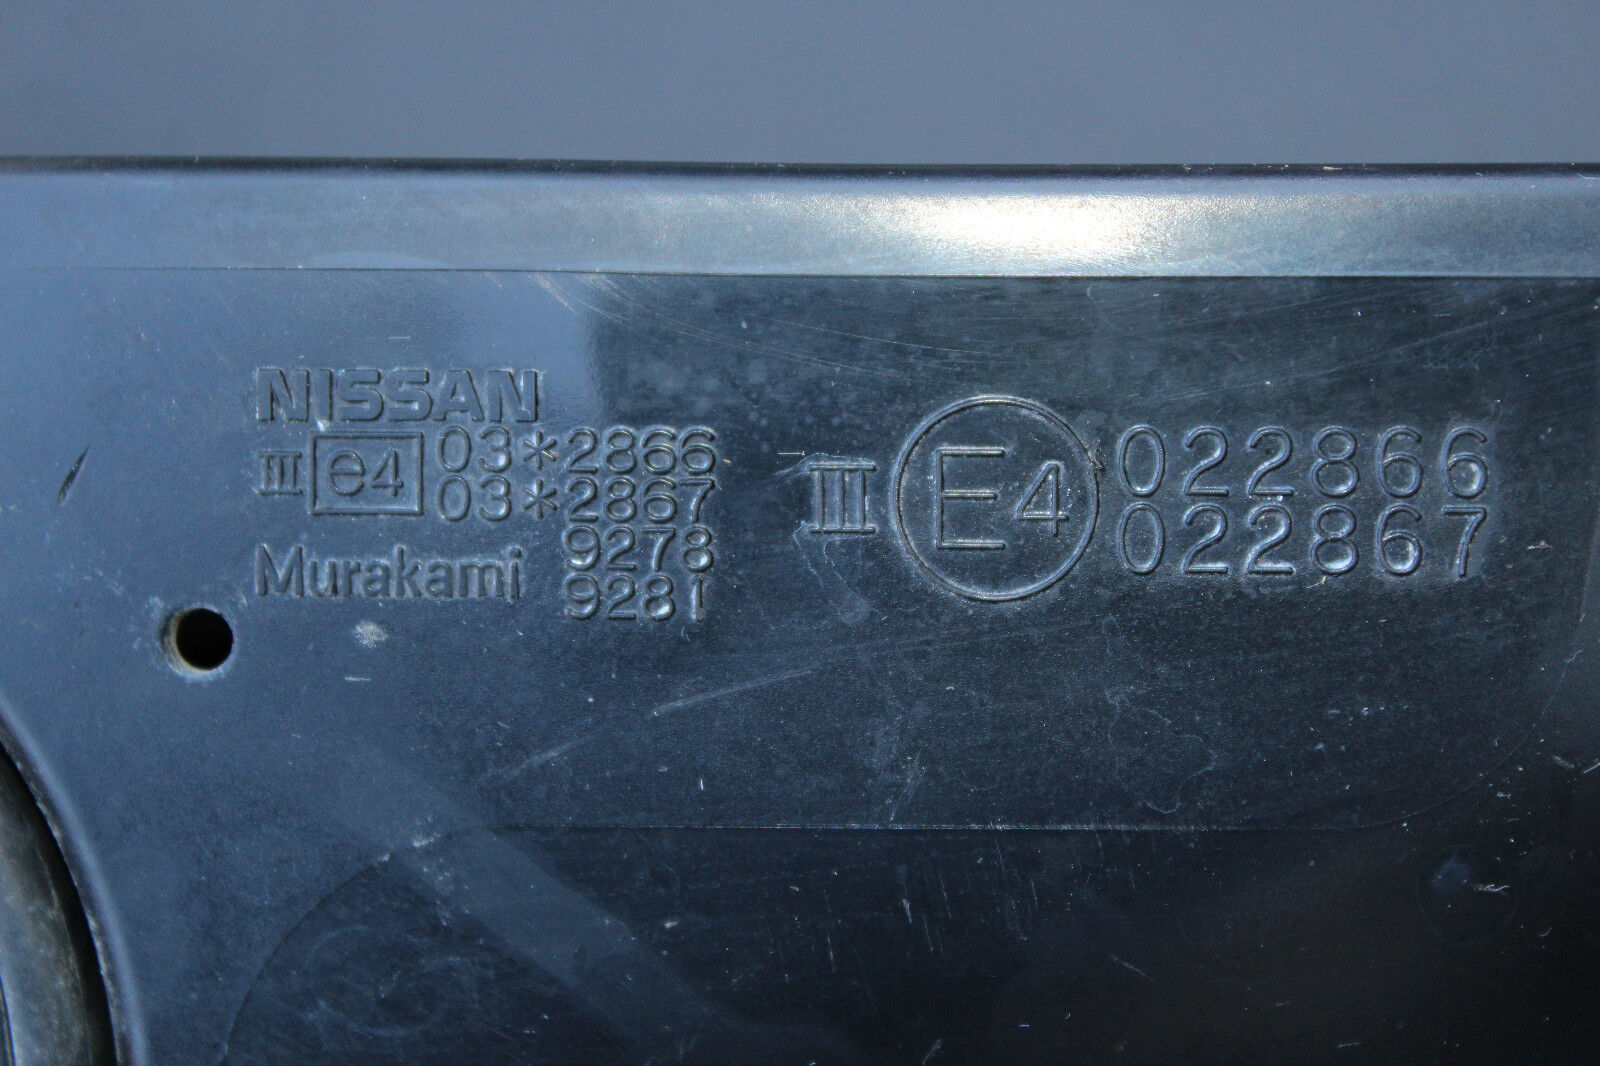 NISSAN
III e4 03*2866
03*2867
Murakami 9278
9281
III E4 022866
022867